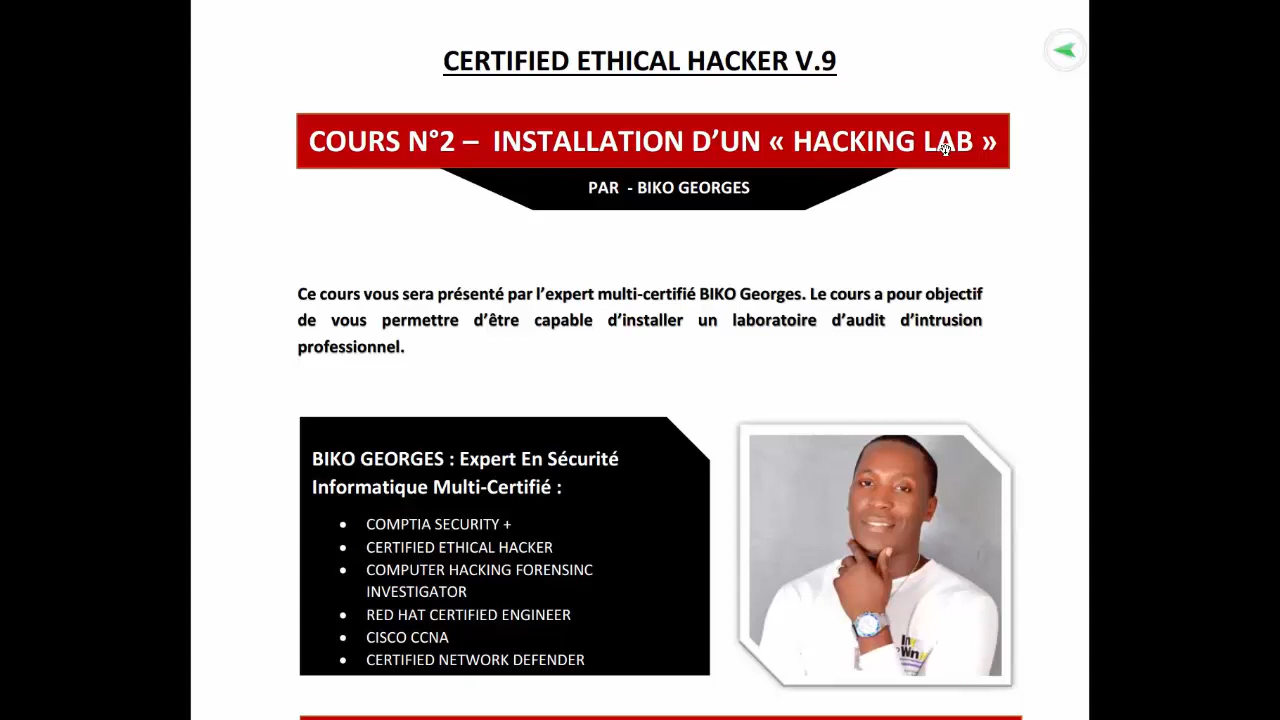 CERTIFIED ETHICAL HACKER V.9
COURS N°2 – INSTALLATION D’UN « HACKING LAB »
PAR - BIKO GEORGES
Ce cours vous sera présenté par l’expert multi-certifié BIKO Georges. Le cours a pour objectif
de vous permettre d’être capable d’installer un laboratoire d’audit d’intrusion
professionnel.
BIKO GEORGES : Expert En Sécurité
Informatique Multi-Certifié :
• COMPTIA SECURITY +
• CERTIFIED ETHICAL HACKER
• COMPUTER HACKING FORENSINC
INVESTIGATOR
• RED HAT CERTIFIED ENGINEER
• CISCO CCNA
• CERTIFIED NETWORK DEFENDER